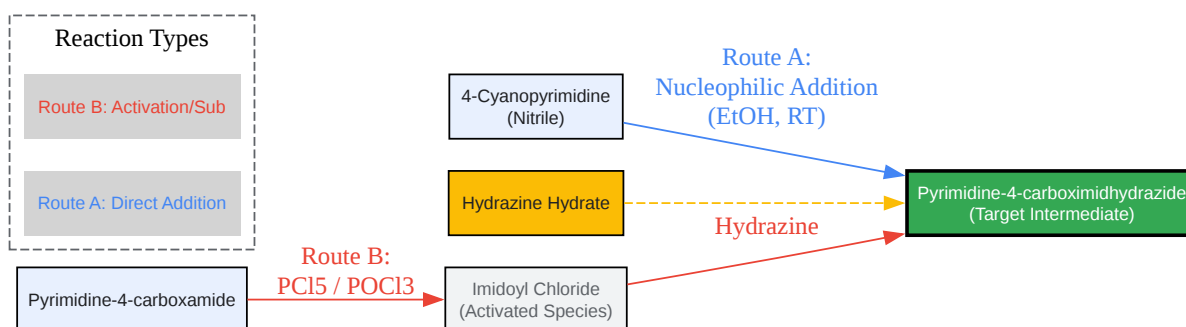 Reaction Types
Route B: Activation/Sub
Route A: Direct Addition
4-Cyanopyrimidine
(Nitrile)
Route A:
Nucleophilic Addition
(EtOH, RT)
Hydrazine Hydrate
Pyrimidine-4-carboximidhydrazide
(Target Intermediate)
Hydrazine
Pyrimidine-4-carboxamide
Route B:
PCl5 / POCl3
Imidoyl Chloride
(Activated Species)